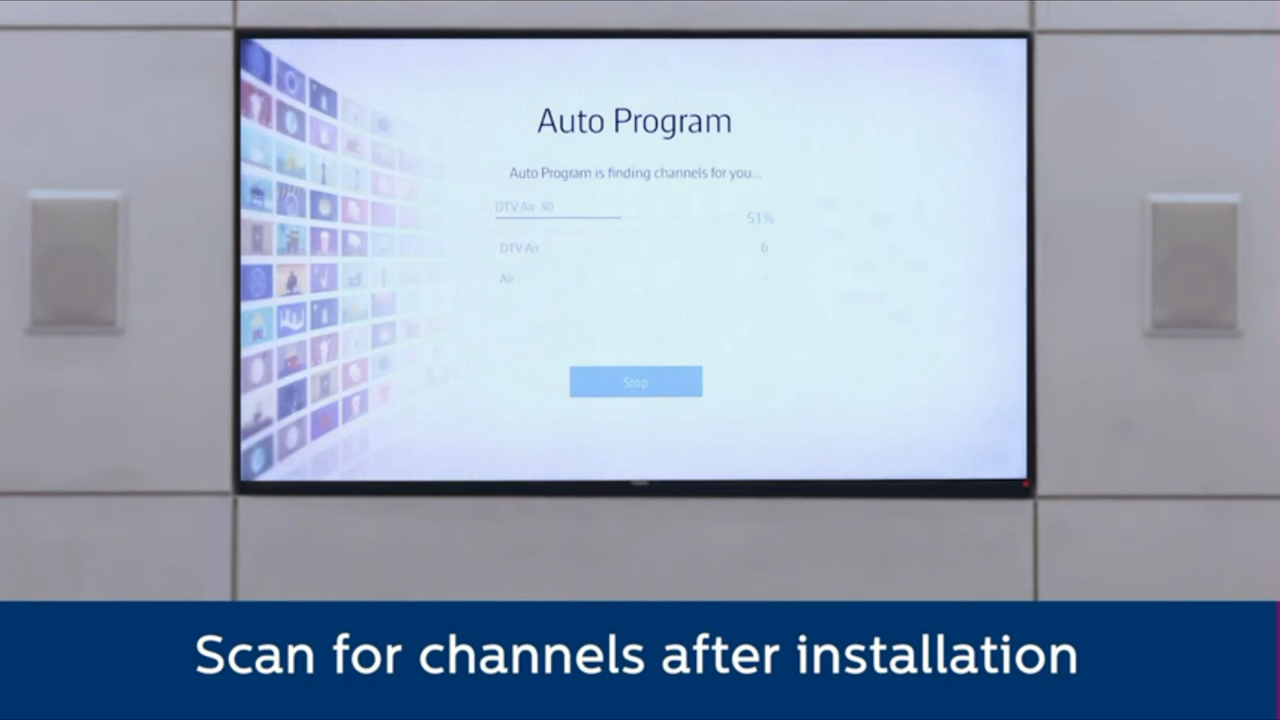 Auto Program
Auto Program is finding channels for you...
DTV Air 30
51%
DTV Air 6
Air
Stop
Scan for channels after installation